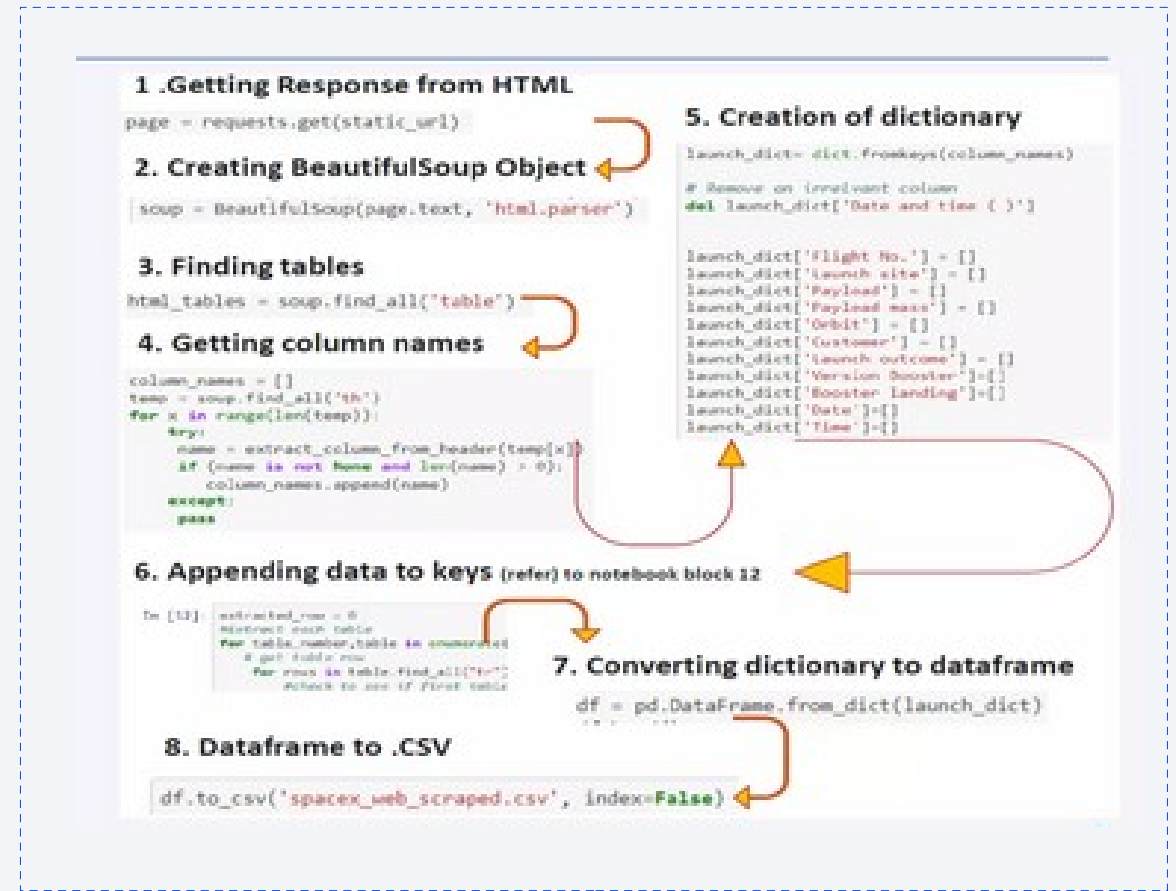 1 .Getting Response from HTML
page = requests.get(static_url)
2. Creating BeautifulSoup Object
soup = BeautifulSoup(page.text, 'html.parser')
3. Finding tables
html_tables = soup.find_all('table')
4. Getting column names
column_names = []
temp = soup.find_all('th')
for x in range(len(temp)):
try:
name = extract_column_from_header(temp[x])
if (name is not None and len(name) > 0):
column_names.append(name)
except:
pass
5. Creation of dictionary
launch_dict= dict.fromkeys(column_names)
# Remove an irrelvant column
del launch_dict['Date and time ( )']
launch_dict['Flight No.'] = []
launch_dict['Launch site'] = []
launch_dict['Payload'] = []
launch_dict['Payload mass'] = []
launch_dict['Orbit'] = []
launch_dict['Customer'] = []
launch_dict['Launch outcome'] = []
launch_dict['Version Booster']=[]
launch_dict['Booster landing']=[]
launch_dict['Date']=[]
launch_dict['Time']=[]
6. Appending data to keys (refer) to notebook block 12
In [12]: extracted_row = 0
#Extract each table
for table_number,table in enumerate(
# get table row
for rows in table.find_all("tr")
#check to see if first table
7. Converting dictionary to dataframe
df = pd.DataFrame.from_dict(launch_dict)
8. Dataframe to .CSV
df.to_csv('spacex_web_scraped.csv', index=False)